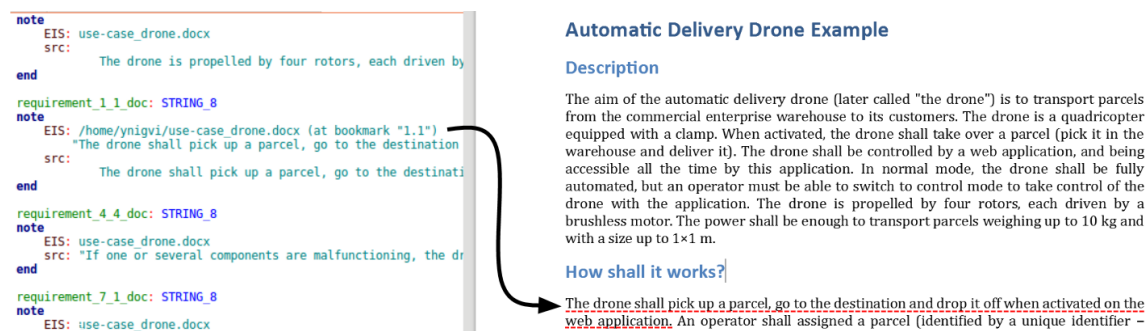 note
EIS: use-case_drone.docx
src:
The drone is propelled by four rotors, each driven by
end
requirement_1_1_doc: STRING_8
note
EIS: /home/ynigvi/use-case_drone.docx (at bookmark "1.1")
"The drone shall pick up a parcel, go to the destination
src:
The drone shall pick up a parcel, go to the destinati
end
requirement_4_4_doc: STRING_8
note
EIS: use-case_drone.docx
src: "If one or several components are malfunctioning, the dr
end
requirement_7_1_doc: STRING_8
note
EIS: use-case_drone.docx
Automatic Delivery Drone Example
Description
The aim of the automatic delivery drone (later called "the drone") is to transport parcels
from the commercial enterprise warehouse to its customers. The drone is a quadricopter
equipped with a clamp. When activated, the drone shall take over a parcel (pick it in the
warehouse and deliver it). The drone shall be controlled by a web application, and being
accessible all the time by this application. In normal mode, the drone shall be fully
automated, but an operator must be able to switch to control mode to take control of the
drone with the application. The drone is propelled by four rotors, each driven by a
brushless motor. The power shall be enough to transport parcels weighing up to 10 kg and
with a size up to 1×1 m.
How shall it works?
The drone shall pick up a parcel, go to the destination and drop it off when activated on the
web application. An operator shall assigned a parcel (identified by a unique identifier –